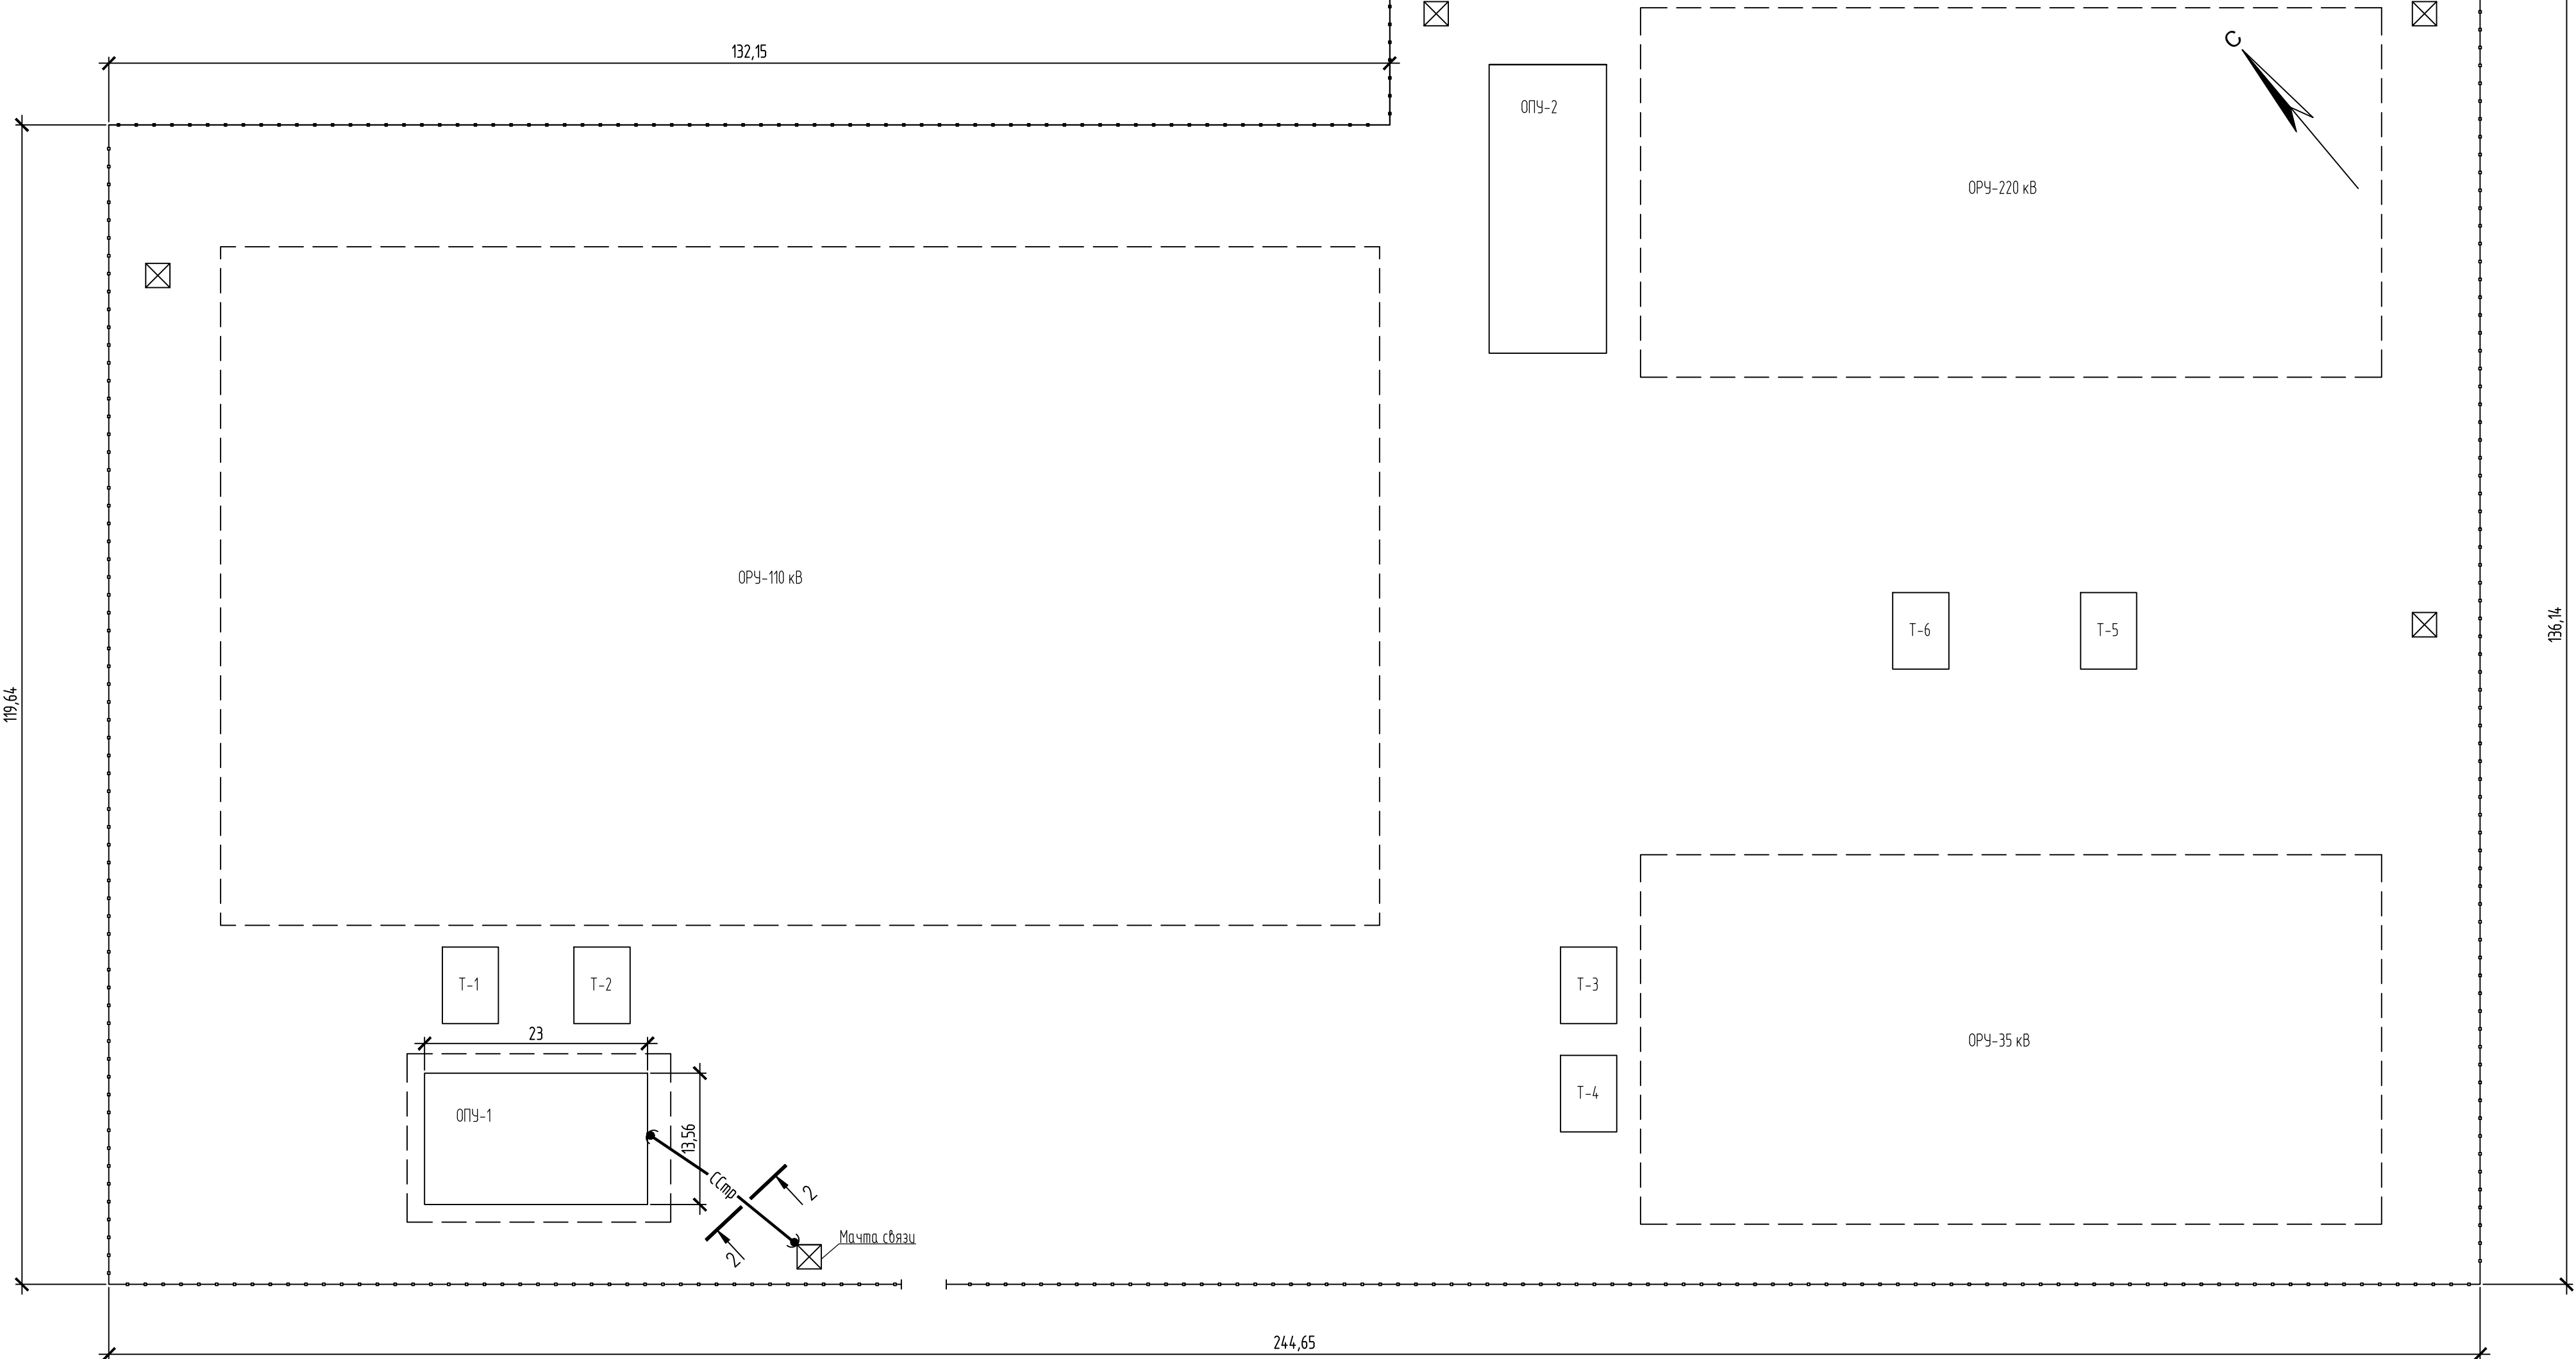 С
132,15
ОПУ-2
ОРУ-220 кВ
ОРУ-110 кВ
Т-6
Т-5
136,14
119,64
Т-1
Т-2
Т-3
23
ОРУ-35 кВ
Т-4
ОПУ-1
13,56
ССтр
2
2
Мачта связи
244,65